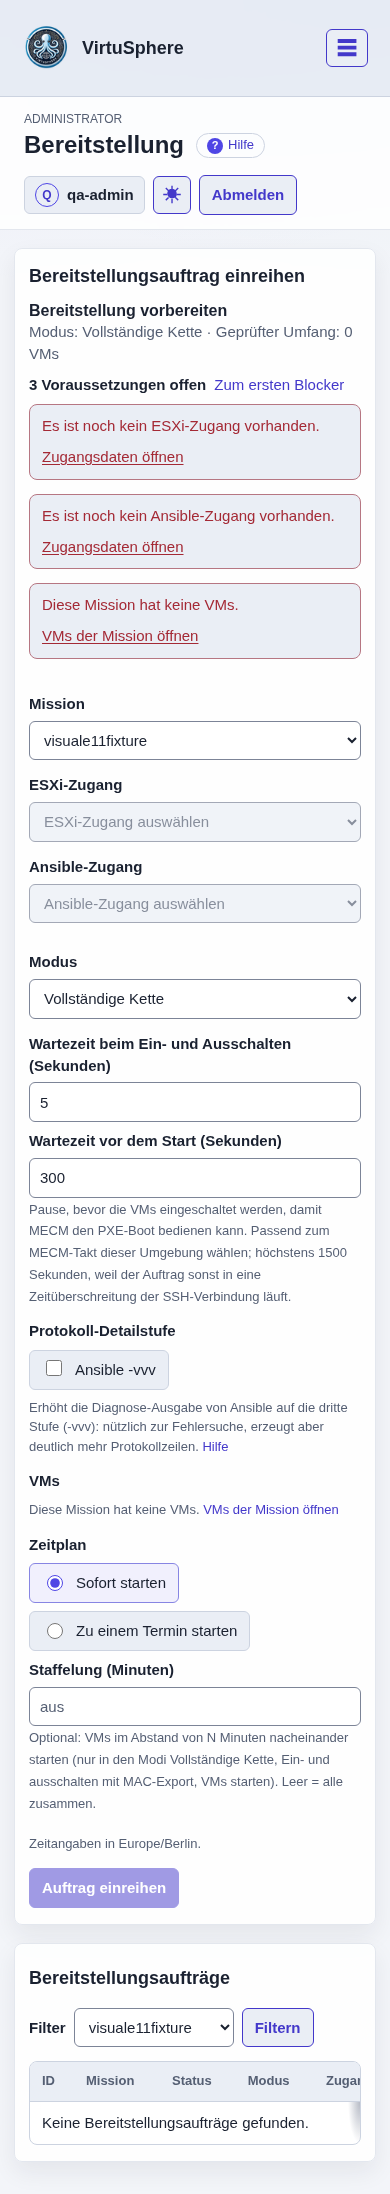 VirtuSphere
ADMINISTRATOR
Bereitstellung
? Hilfe
Q qa-admin
Abmelden
Bereitstellungsauftrag einreihen
Bereitstellung vorbereiten
Modus: Vollständige Kette · Geprüfter Umfang: 0
VMs
3 Voraussetzungen offen Zum ersten Blocker
Es ist noch kein ESXi-Zugang vorhanden.
Zugangsdaten öffnen
Es ist noch kein Ansible-Zugang vorhanden.
Zugangsdaten öffnen
Diese Mission hat keine VMs.
VMs der Mission öffnen
Mission
visuale11fixture
ESXi-Zugang
ESXi-Zugang auswählen
Ansible-Zugang
Ansible-Zugang auswählen
Modus
Vollständige Kette
Wartezeit beim Ein- und Ausschalten
(Sekunden)
5
Wartezeit vor dem Start (Sekunden)
300
Pause, bevor die VMs eingeschaltet werden, damit
MECM den PXE-Boot bedienen kann. Passend zum
MECM-Takt dieser Umgebung wählen; höchstens 1500
Sekunden, weil der Auftrag sonst in eine
Zeitüberschreitung der SSH-Verbindung läuft.
Protokoll-Detailstufe
Ansible -vvv
Erhöht die Diagnose-Ausgabe von Ansible auf die dritte
Stufe (-vvv): nützlich zur Fehlersuche, erzeugt aber
deutlich mehr Protokollzeilen. Hilfe
VMs
Diese Mission hat keine VMs. VMs der Mission öffnen
Zeitplan
Sofort starten
Zu einem Termin starten
Staffelung (Minuten)
aus
Optional: VMs im Abstand von N Minuten nacheinander
starten (nur in den Modi Vollständige Kette, Ein- und
ausschalten mit MAC-Export, VMs starten). Leer = alle
zusammen.
Zeitangaben in Europe/Berlin.
Auftrag einreihen
Bereitstellungsaufträge
Filter visuale11fixture Filtern
ID Mission Status Modus Zugan
Keine Bereitstellungsaufträge gefunden.